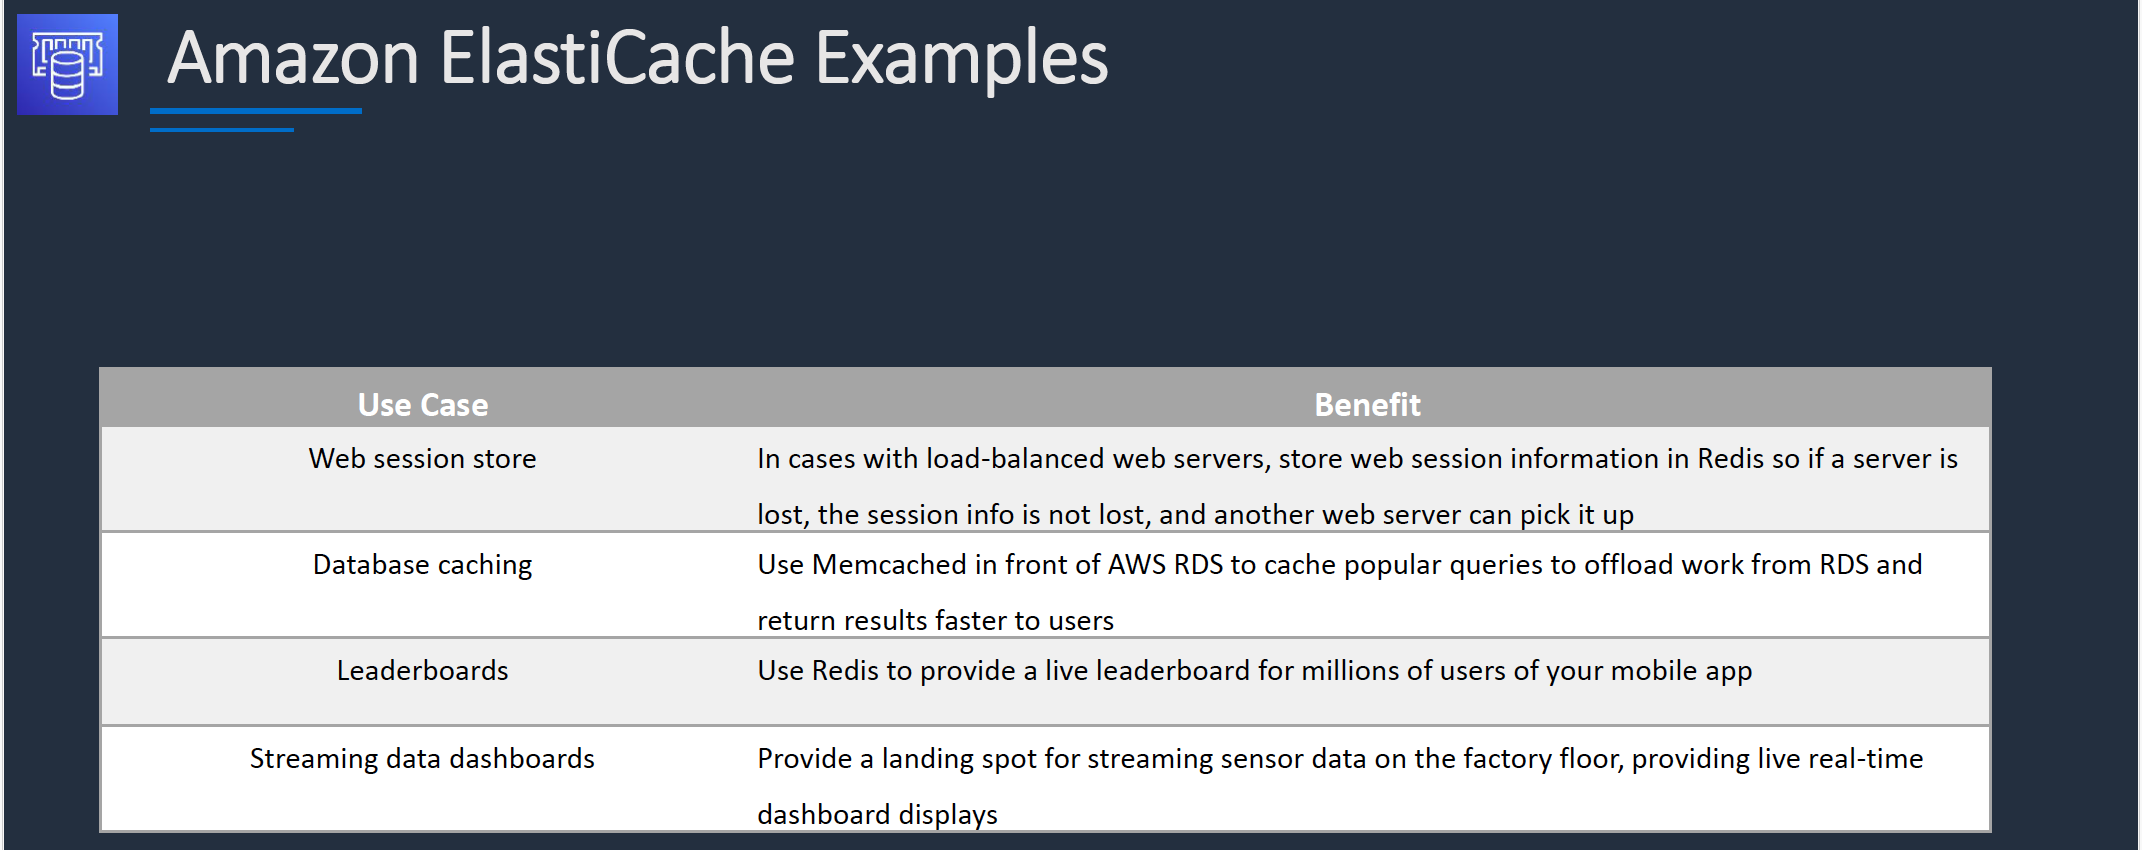 Amazon ElastiCache Examples
Use Case
Benefit
Web session store
In cases with load-balanced web servers, store web session information in Redis so if a server is
lost, the session info is not lost, and another web server can pick it up
Database caching
Use Memcached in front of AWS RDS to cache popular queries to offload work from RDS and
return results faster to users
Leaderboards
Use Redis to provide a live leaderboard for millions of users of your mobile app
Streaming data dashboards
Provide a landing spot for streaming sensor data on the factory floor, providing live real-time
dashboard displays